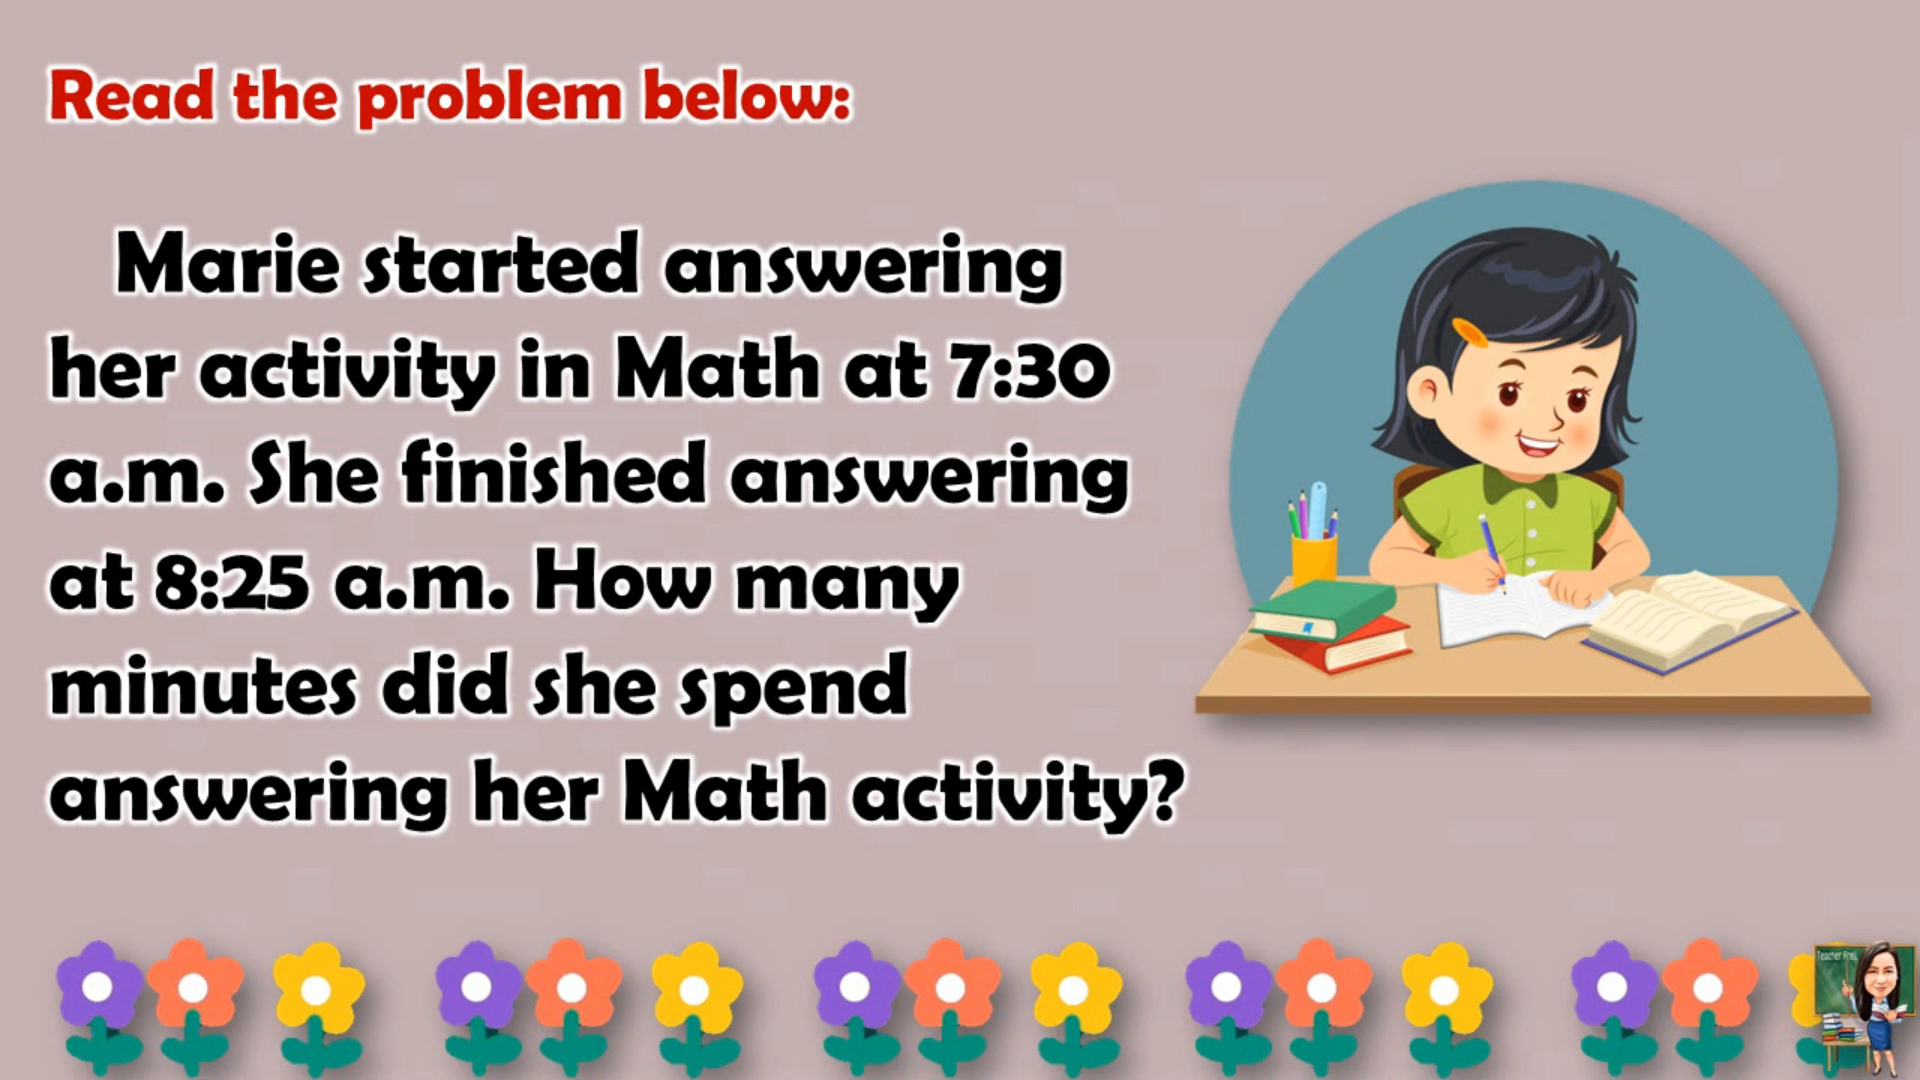 Read the problem below:
Marie started answering
her activity in Math at 7:30
a.m. She finished answering
at 8:25 a.m. How many
minutes did she spend
answering her Math activity?